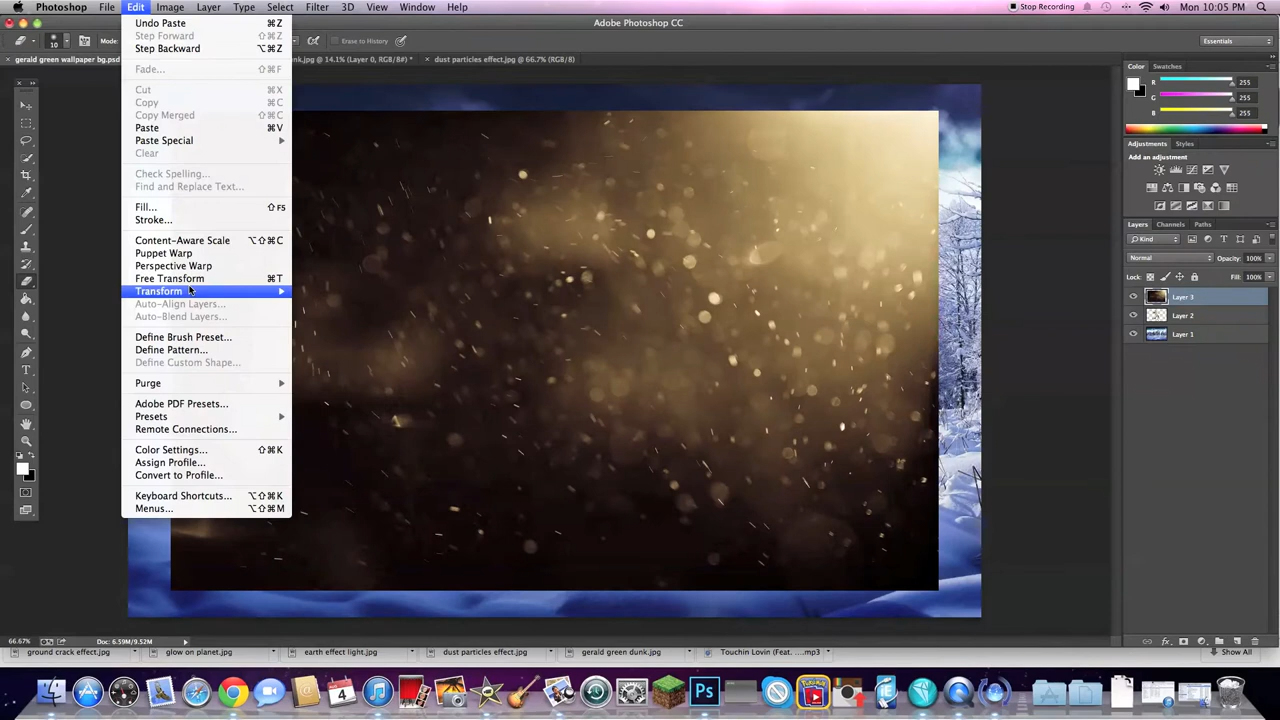 Photoshop File Edit Image Layer Type Select Filter 3D View Window Help
Stop Recording Mon 10:05 PM
Adobe Photoshop CC
10 Mode: Erase to History Essentials
gerald green wallpaper bg.psd
nk.jpg @ 14.1% (Layer 0, RGB/8#) *
dust particles effect.jpg @ 66.7% (RGB/8)
Undo Paste ⌘Z
Step Forward ⇧⌘Z
Step Backward ⌥⌘Z
Fade... ⇧⌘F
Cut ⌘X
Copy ⌘C
Copy Merged ⇧⌘C
Paste ⌘V
Paste Special
Clear
Check Spelling...
Find and Replace Text...
Fill... ⇧F5
Stroke...
Content-Aware Scale ⌥⇧⌘C
Puppet Warp
Perspective Warp
Free Transform ⌘T
Transform
Auto-Align Layers...
Auto-Blend Layers...
Define Brush Preset...
Define Pattern...
Define Custom Shape...
Purge
Adobe PDF Presets...
Presets
Remote Connections...
Color Settings... ⇧⌘K
Assign Profile...
Convert to Profile...
Keyboard Shortcuts... ⌥⇧⌘K
Menus... ⌥⇧⌘M
Color Swatches
R 255
G 255
B 255
Adjustments Styles
Add an adjustment
Layers Channels Paths
Kind
Normal Opacity: 100%
Lock: Fill: 100%
Layer 3
Layer 2
Layer 1
66.67% Doc: 6.59M/9.52M
ground crack effect.jpg glow on planet.jpg earth effect light.jpg dust particles effect.jpg gerald green dunk.jpg Touchin Lovin (Feat. ....mp3 Show All
4
Ps